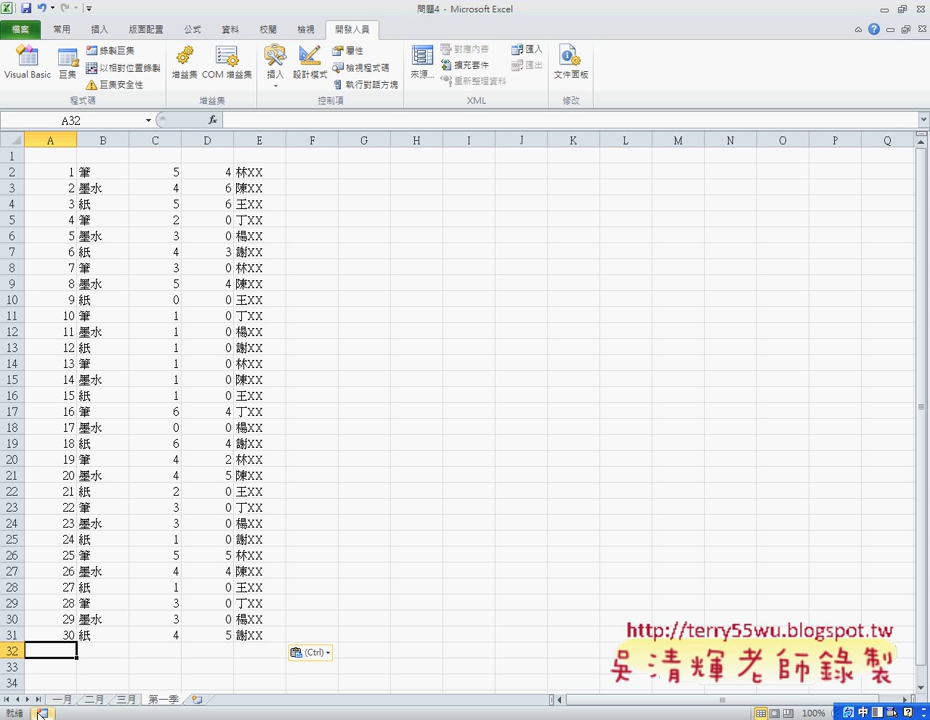 問題4 - Microsoft Excel
檔案 常用 插入 版面配置 公式 資料 校閱 檢視 開發人員
Visual Basic 巨集 錄製巨集 以相對位置錄製 巨集安全性 增益集 COM 增益集 插入 設計模式 屬性 檢視程式碼 執行對話方塊 來源... 對應內容 擴充套件 重新整理資料 匯入 匯出 文件面板
程式碼 增益集 控制項 XML 修改
A32 fx
A B C D E F G H I J K L M N O P Q
1
2 1 筆 5 4 林XX
3 2 墨水 4 6 陳XX
4 3 紙 5 6 王XX
5 4 筆 2 0 丁XX
6 5 墨水 3 0 楊XX
7 6 紙 4 3 謝XX
8 7 筆 3 0 林XX
9 8 墨水 5 4 陳XX
10 9 紙 0 0 王XX
11 10 筆 1 0 丁XX
12 11 墨水 1 0 楊XX
13 12 紙 1 0 謝XX
14 13 筆 1 0 林XX
15 14 墨水 1 0 陳XX
16 15 紙 1 0 王XX
17 16 筆 6 4 丁XX
18 17 墨水 0 0 楊XX
19 18 紙 6 4 謝XX
20 19 筆 4 2 林XX
21 20 墨水 4 5 陳XX
22 21 紙 2 0 王XX
23 22 筆 3 0 丁XX
24 23 墨水 3 0 楊XX
25 24 紙 1 0 謝XX
26 25 筆 5 5 林XX
27 26 墨水 4 4 陳XX
28 27 紙 1 0 王XX
29 28 筆 3 0 丁XX
30 29 墨水 3 0 楊XX
31 30 紙 4 5 謝XX
32 (Ctrl)
33
34
http://terry55wu.blogspot.tw
吳清輝老師錄製
一月 二月 三月 第一季
就緒 100% 中